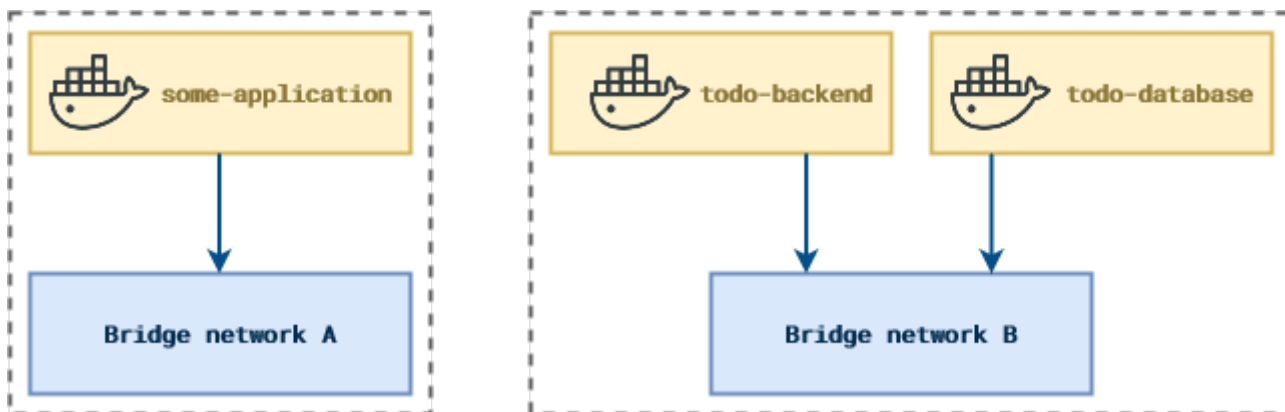 some-application
todo-backend
todo-database
Bridge network A
Bridge network B